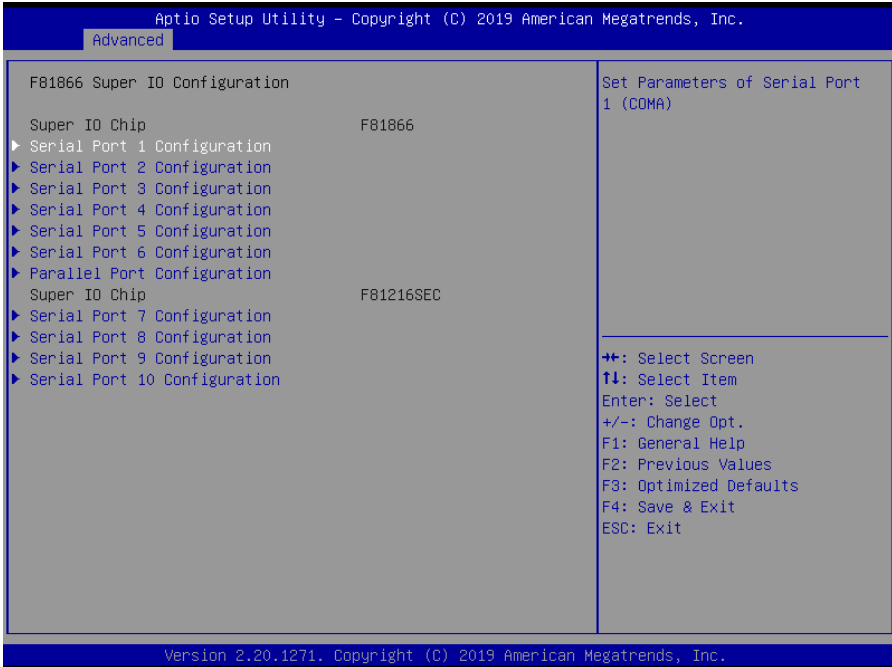 Aptio Setup Utility – Copyright (C) 2019 American Megatrends, Inc.
Advanced
F81866 Super IO Configuration
Super IO Chip F81866
Serial Port 1 Configuration
Serial Port 2 Configuration
Serial Port 3 Configuration
Serial Port 4 Configuration
Serial Port 5 Configuration
Serial Port 6 Configuration
Parallel Port Configuration
Super IO Chip F81216SEC
Serial Port 7 Configuration
Serial Port 8 Configuration
Serial Port 9 Configuration
Serial Port 10 Configuration
Set Parameters of Serial Port
1 (COMA)
→←: Select Screen
↑↓: Select Item
Enter: Select
+/-: Change Opt.
F1: General Help
F2: Previous Values
F3: Optimized Defaults
F4: Save & Exit
ESC: Exit
Version 2.20.1271. Copyright (C) 2019 American Megatrends, Inc.